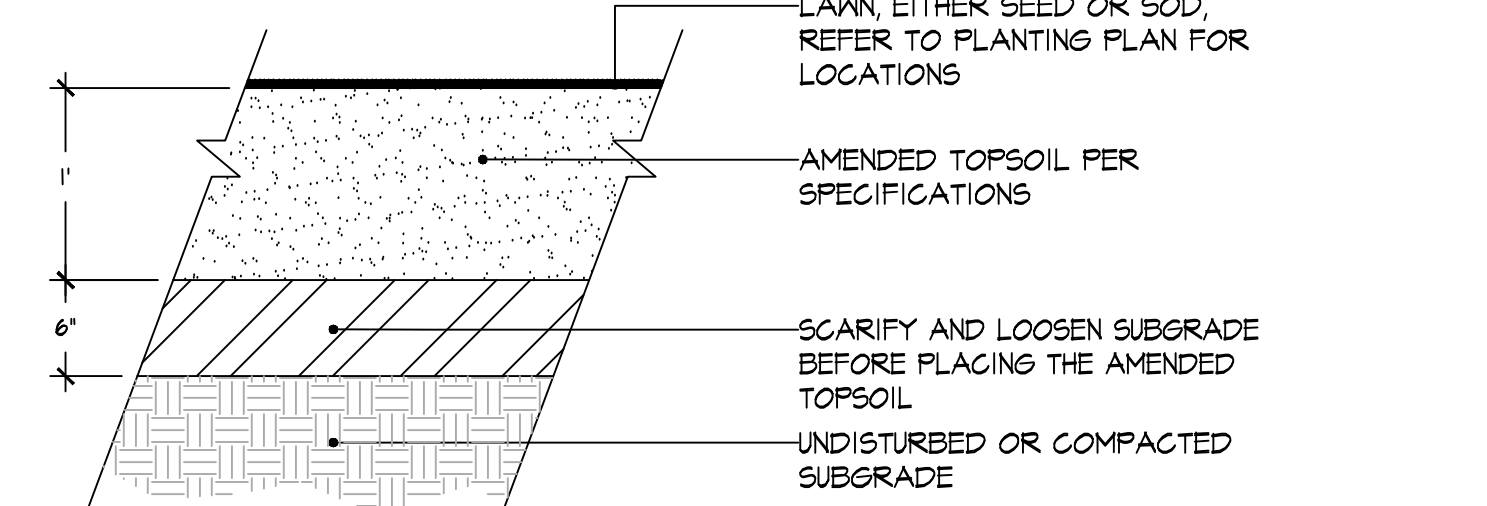 LAWN, EITHER SEED OR SOD,
REFER TO PLANTING PLAN FOR
LOCATIONS
1'
AMENDED TOPSOIL PER
SPECIFICATIONS
6"
SCARIFY AND LOOSEN SUBGRADE
BEFORE PLACING THE AMENDED
TOPSOIL
UNDISTURBED OR COMPACTED
SUBGRADE